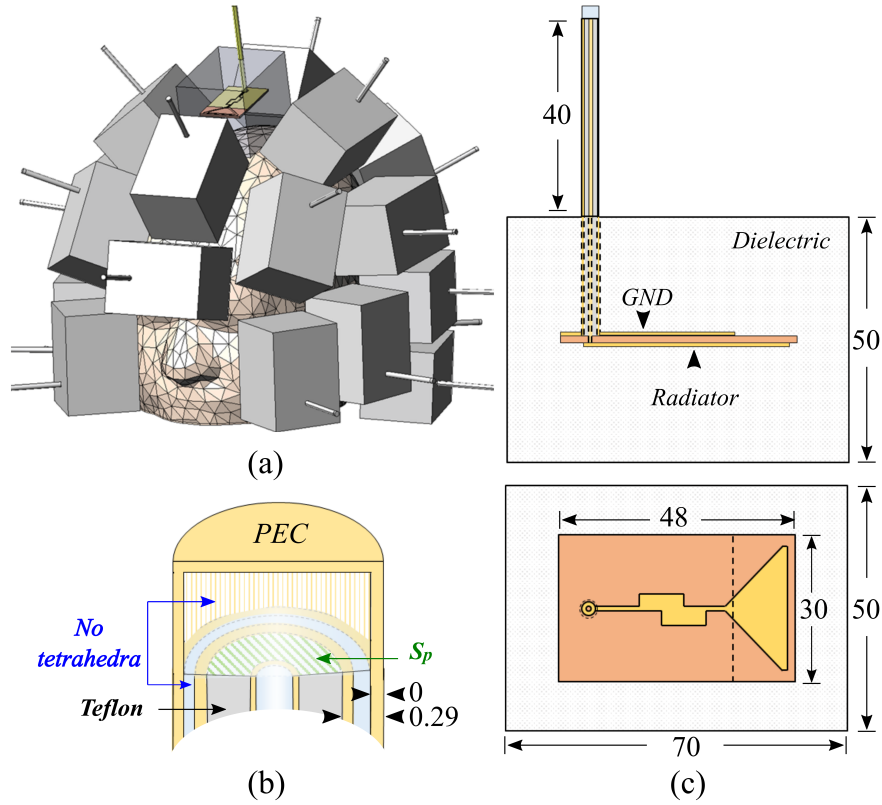 (a)
PEC
No
tetrahedra
Sp
Teflon
0
0.29
(b)
40
Dielectric
GND
50
Radiator
48
30
50
70
(c)